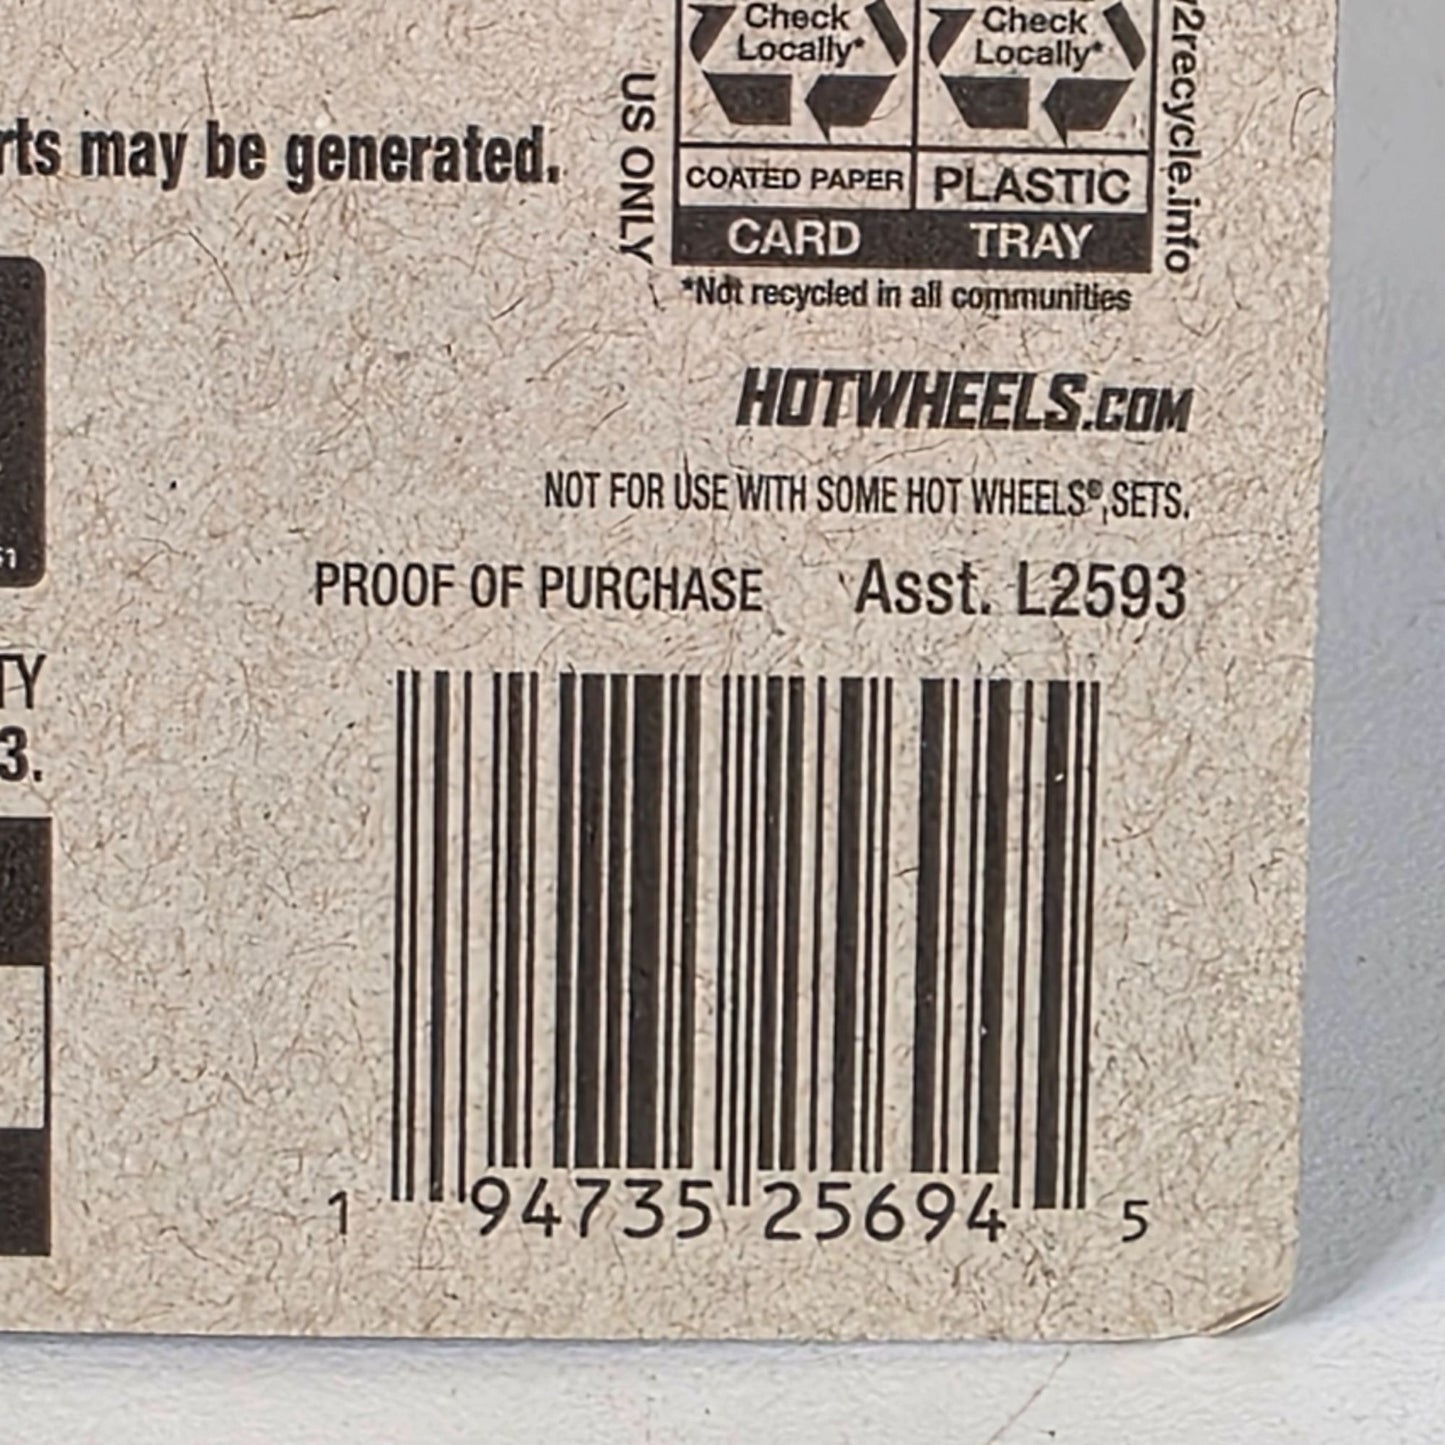 Check Locally* Check Locally*
US ONLY
2recycle.info
COATED PAPER PLASTIC
CARD TRAY
*Not recycled in all communities
rts may be generated.
HOTWHEELS.COM
NOT FOR USE WITH SOME HOT WHEELS® SETS.
PROOF OF PURCHASE Asst. L2593
TY
3.
1 94735 25694 5